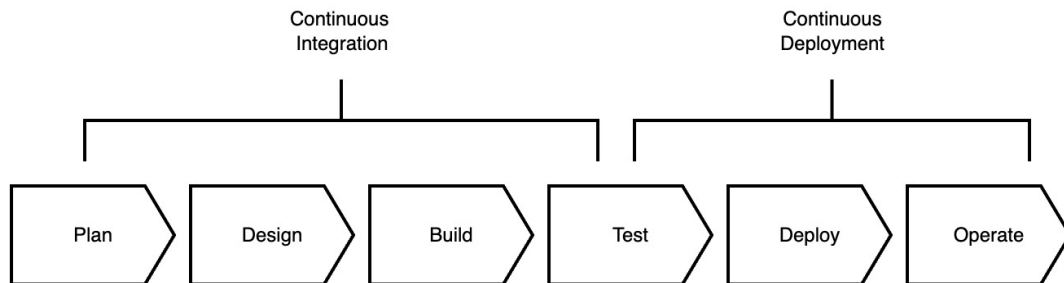 Continuous
Integration
Continuous
Deployment
Plan
Design
Build
Test
Deploy
Operate